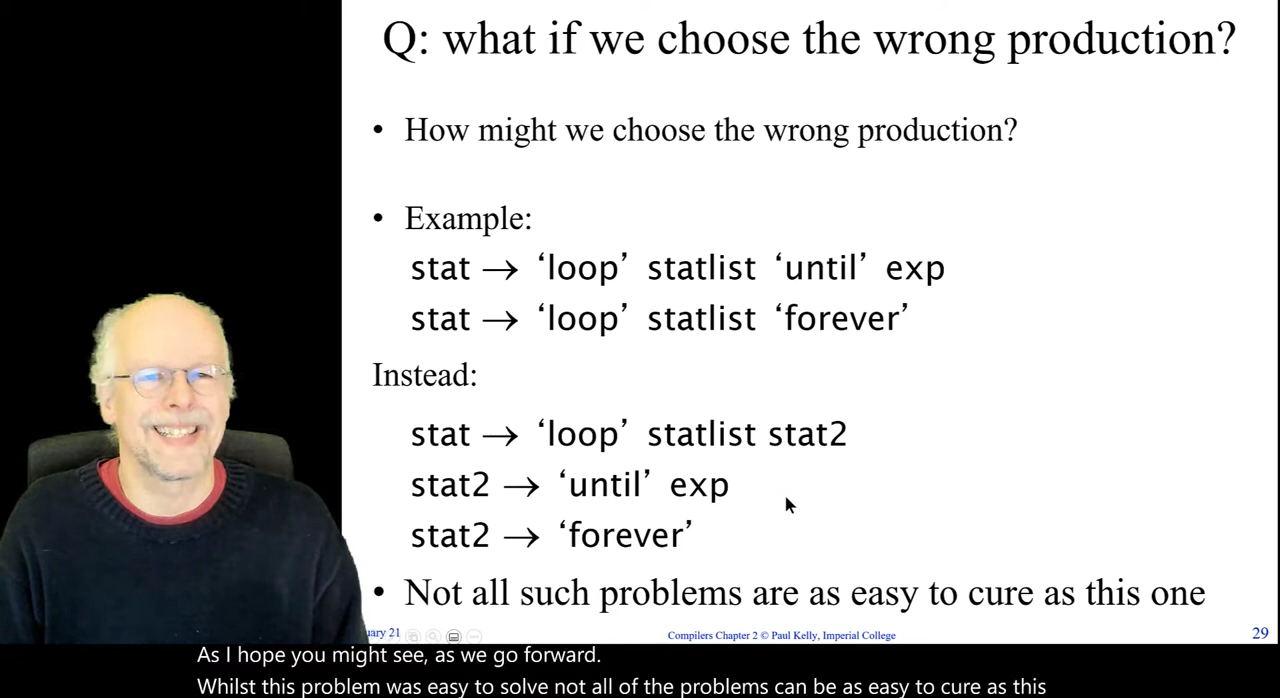 Q: what if we choose the wrong production?
• How might we choose the wrong production?
• Example:
stat → ‘loop’ statlist ‘until’ exp
stat → ‘loop’ statlist ‘forever’
Instead:
stat → ‘loop’ statlist stat2
stat2 → ‘until’ exp
stat2 → ‘forever’
• Not all such problems are as easy to cure as this one
uary 21
Compilers Chapter 2 © Paul Kelly, Imperial College
29
As I hope you might see, as we go forward.
Whilst this problem was easy to solve not all of the problems can be as easy to cure as this